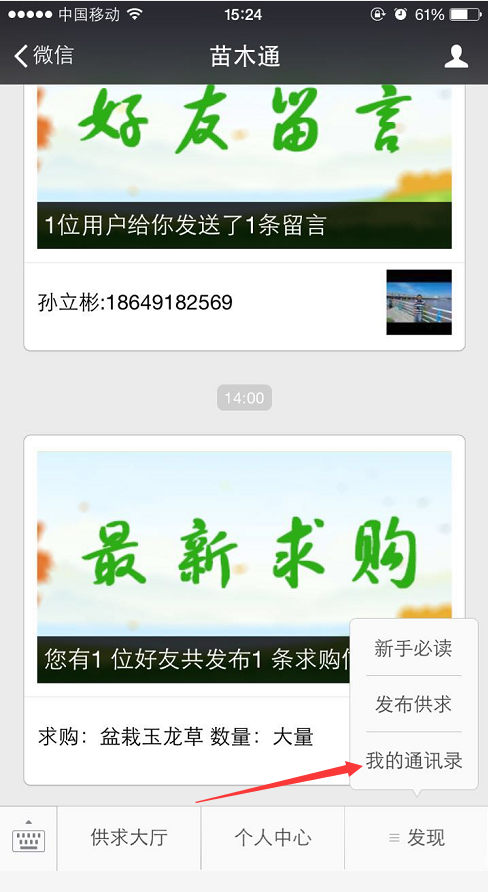 中国移动 15:24 61%
微信 苗木通
好友留言
1位用户给你发送了1条留言
孙立彬:18649182569
14:00
最新求购
您有1 位好友共发布1 条求购
新手必读
发布供求
求购：盆栽玉龙草 数量：大量
我的通讯录
供求大厅 个人中心 发现